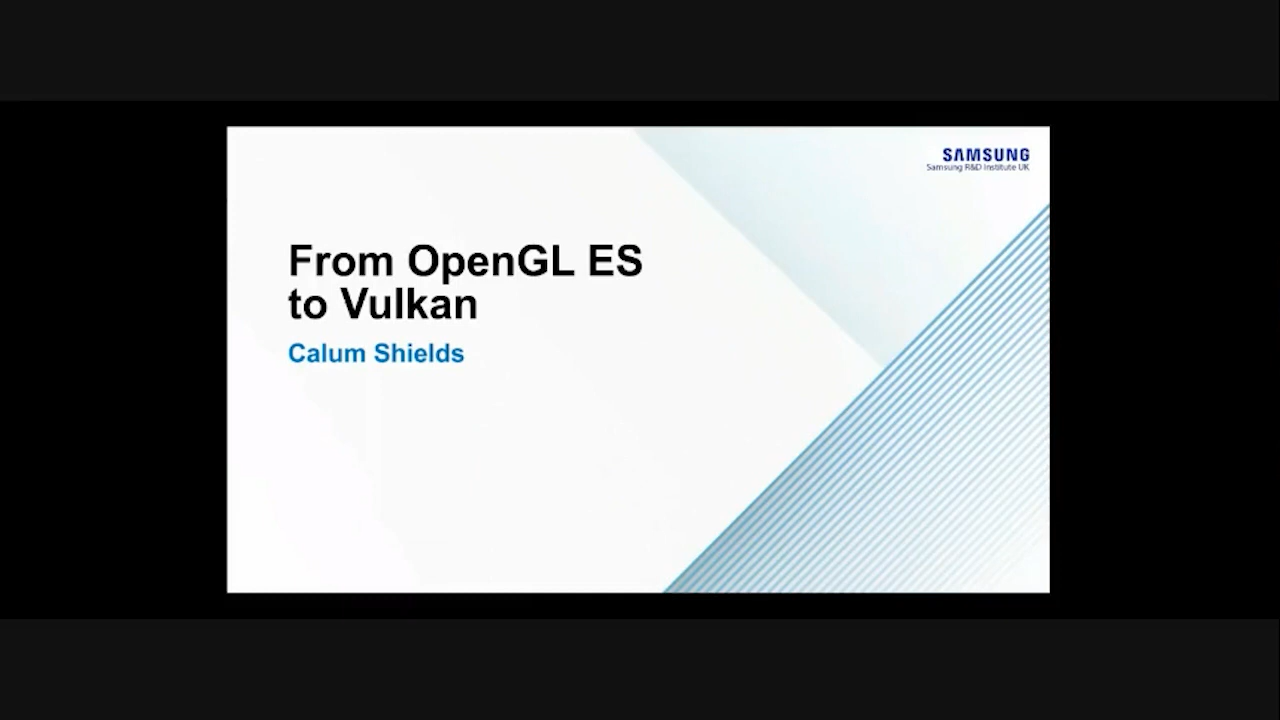 SAMSUNG
Samsung R&D Institute UK
From OpenGL ES
to Vulkan
Calum Shields